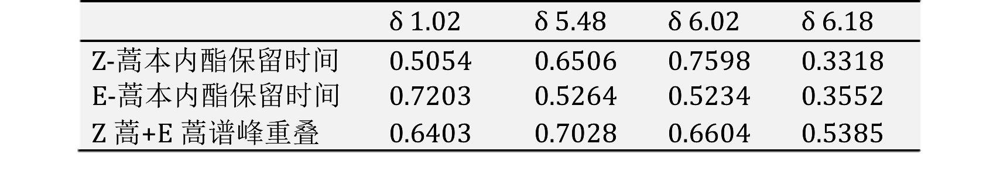 δ 1.02 δ 5.48 δ 6.02 δ 6.18
Z-蒿本内酯保留时间 0.5054 0.6506 0.7598 0.3318
E-蒿本内酯保留时间 0.7203 0.5264 0.5234 0.3552
Z 蒿+E 蒿谱峰重叠 0.6403 0.7028 0.6604 0.5385